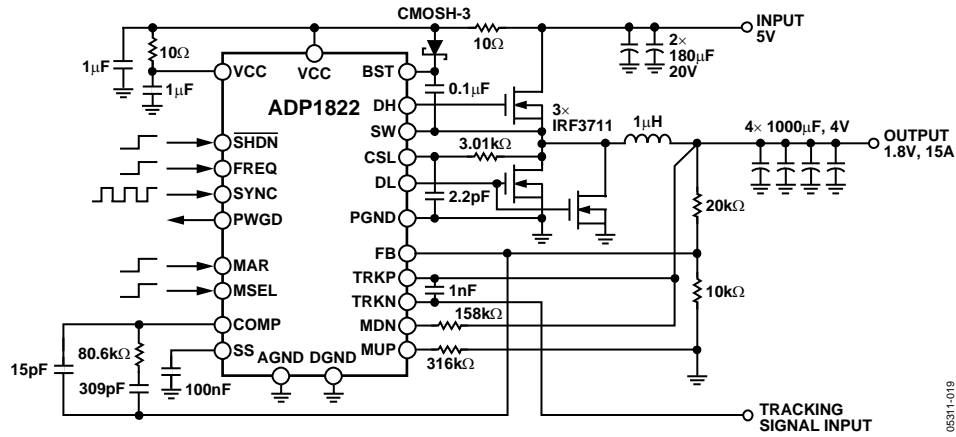 CMOSH-3
INPUT
5V
10Ω
10Ω
2×
180μF
20V
1μF
1μF
VCC
VCC
BST
0.1μF
ADP1822
DH
3×
IRF3711
1μH
4× 1000μF, 4V
OUTPUT
1.8V, 15A
SW
3.01kΩ
SHDN
CSL
FREQ
DL
2.2pF
SYNC
20kΩ
PWGD
PGND
FB
MAR
TRKP
1nF
10kΩ
MSEL
TRKN
158kΩ
COMP
MDN
80.6kΩ
SS
AGND
DGND
MUP
316kΩ
15pF
309pF
100nF
TRACKING
SIGNAL INPUT
05311-019